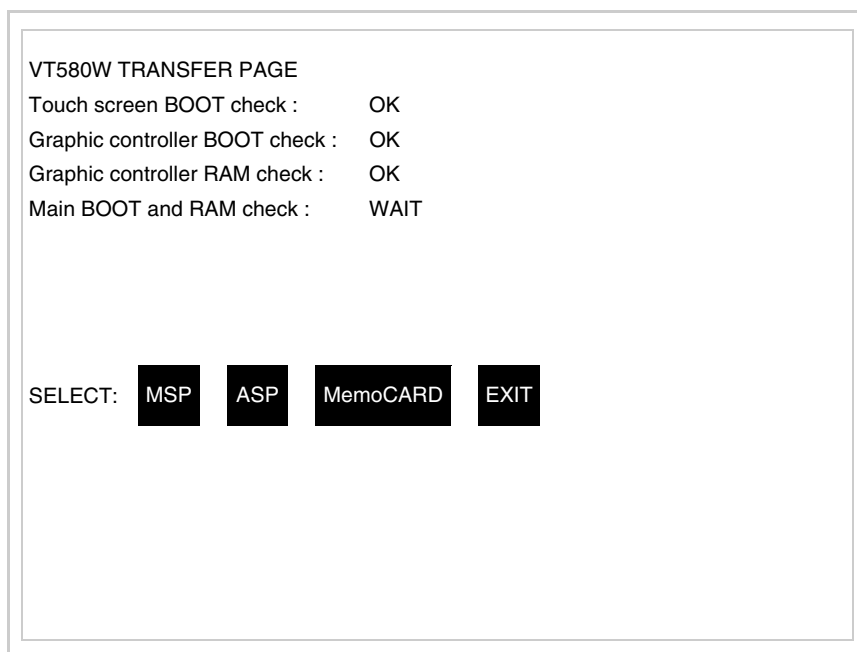 VT580W TRANSFER PAGE
Touch screen BOOT check : OK
Graphic controller BOOT check : OK
Graphic controller RAM check : OK
Main BOOT and RAM check : WAIT
SELECT: MSP ASP MemoCARD EXIT